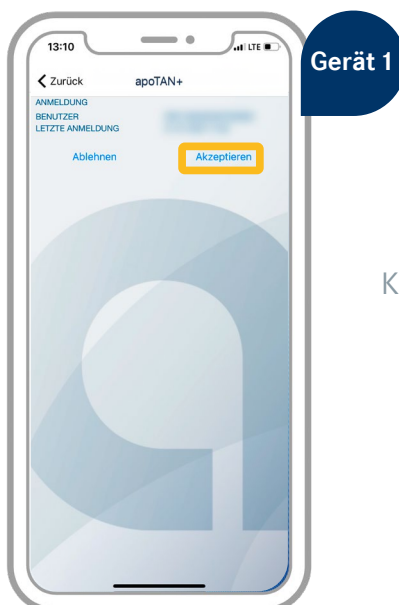 13:10
LTE
Gerät 1
Zurück
apoTAN+
ANMELDUNG
BENUTZER
LETZTE ANMELDUNG
Ablehnen
Akzeptieren
K